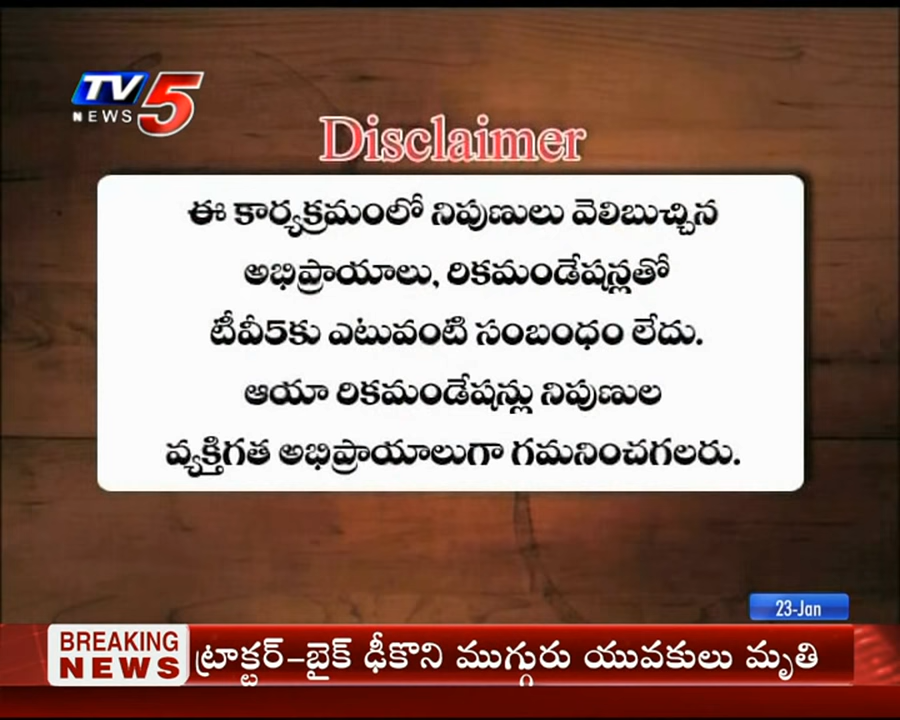 TV5
NEWS
Disclaimer
ఈ కార్యక్రమంలో నిపుణులు వెలిబుచ్చిన
అభిప్రాయాలు, రికమండేషన్లతో
టీవీ5కు ఎటువంటి సంబంధం లేదు.
ఆయా రికమండేషన్లు నిపుణుల
వ్యక్తిగత అభిప్రాయాలుగా గమనించగలరు.
23-Jan
BREAKING
NEWS
ట్రాక్టర్-బైక్ ఢీకొని ముగ్గురు యువకులు మృతి